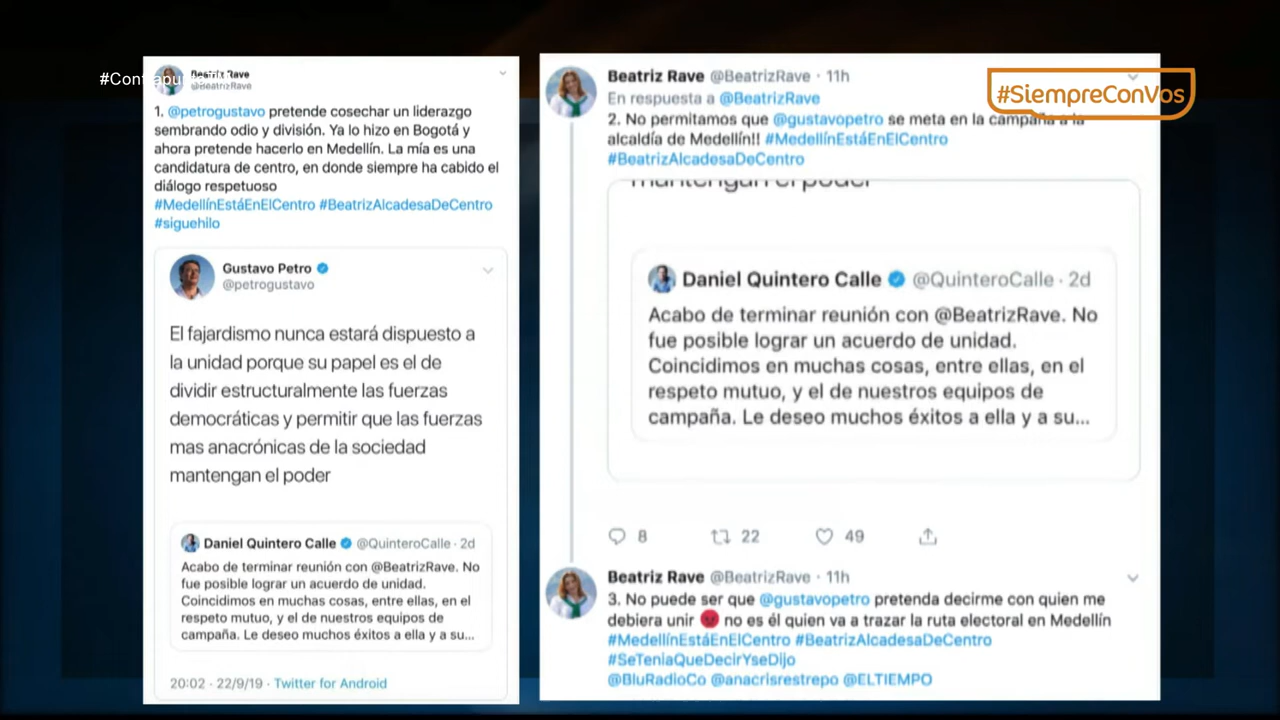 #Contrapunto
Beatriz Rave
@BeatrizRave
1. @petrogustavo pretende cosechar un liderazgo
sembrando odio y división. Ya lo hizo en Bogotá y
ahora pretende hacerlo en Medellín. La mía es una
candidatura de centro, en donde siempre ha cabido el
diálogo respetuoso
#MedellínEstáEnElCentro #BeatrizAlcadesaDeCentro
#siguehilo
Gustavo Petro
@petrogustavo
El fajardismo nunca estará dispuesto a
la unidad porque su papel es el de
dividir estructuralmente las fuerzas
democráticas y permitir que las fuerzas
mas anacrónicas de la sociedad
mantengan el poder
Daniel Quintero Calle @QuinteroCalle · 2d
Acabo de terminar reunión con @BeatrizRave. No
fue posible lograr un acuerdo de unidad.
Coincidimos en muchas cosas, entre ellas, en el
respeto mutuo, y el de nuestros equipos de
campaña. Le deseo muchos éxitos a ella y a su...
20:02 · 22/9/19 · Twitter for Android
Beatriz Rave @BeatrizRave · 11h
#SiempreConVos
En respuesta a @BeatrizRave
2. No permitamos que @gustavopetro se meta en la campaña a la
alcaldía de Medellín!! #MedellínEstáEnElCentro
#BeatrizAlcadesaDeCentro
mantengan el poder
Daniel Quintero Calle @QuinteroCalle · 2d
Acabo de terminar reunión con @BeatrizRave. No
fue posible lograr un acuerdo de unidad.
Coincidimos en muchas cosas, entre ellas, en el
respeto mutuo, y el de nuestros equipos de
campaña. Le deseo muchos éxitos a ella y a su...
8 22 49
Beatriz Rave @BeatrizRave · 11h
3. No puede ser que @gustavopetro pretenda decirme con quien me
debiera unir 😡 no es él quien va a trazar la ruta electoral en Medellín
#MedellínEstáEnElCentro #BeatrizAlcadesaDeCentro
#SeTeniaQueDecirYseDijo
@BluRadioCo @anacrisrestrepo @ELTIEMPO